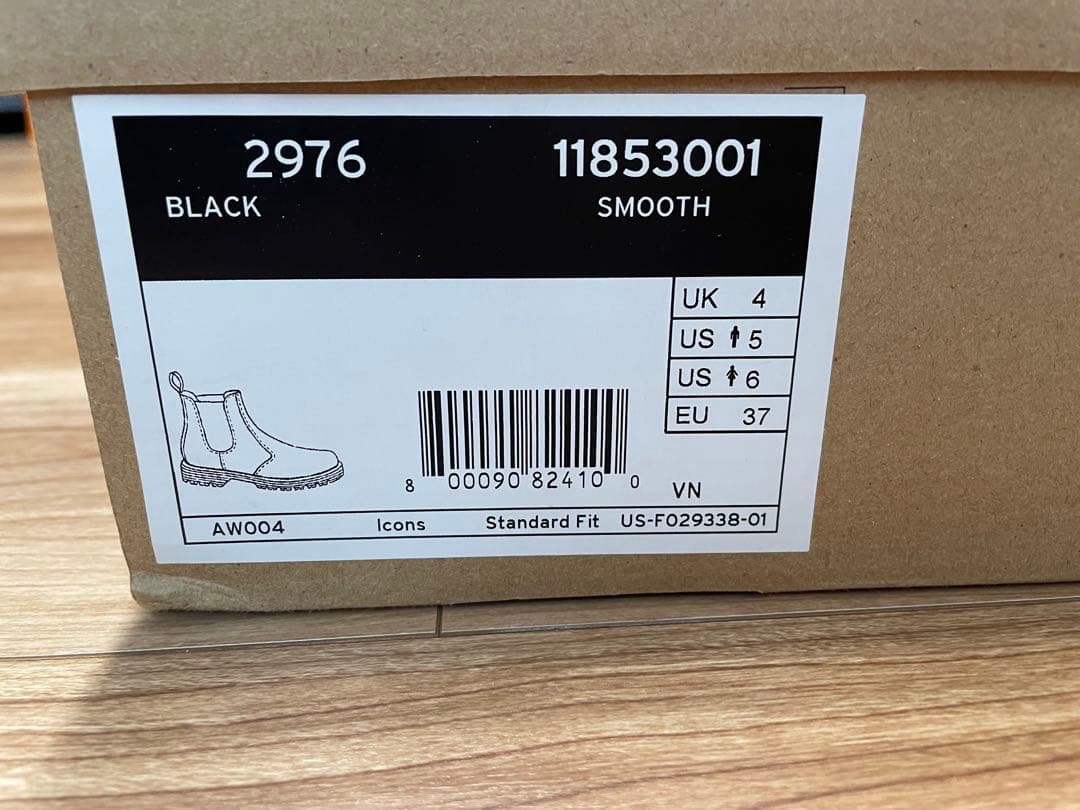 2976 11853001
BLACK SMOOTH
UK 4
US 5
US 6
EU 37
8 00090 82410 0
VN
AW004 Icons Standard Fit US-F029338-01